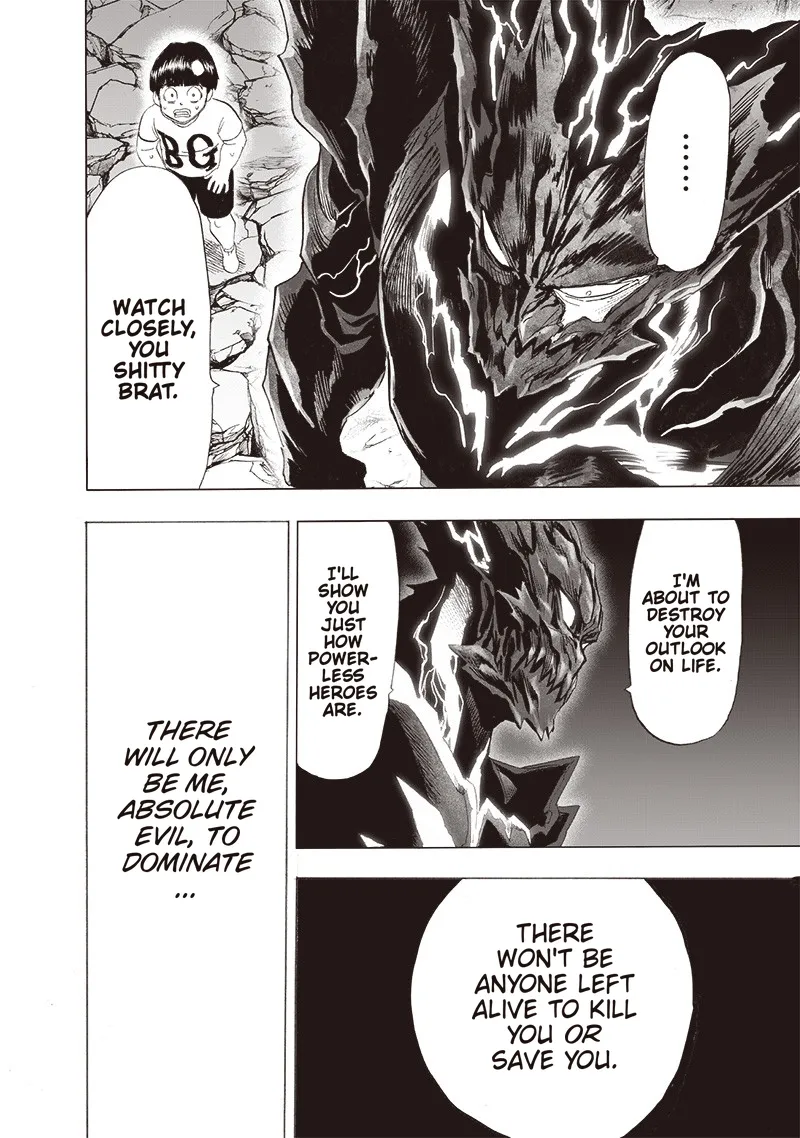 ......
BG
WATCH
CLOSELY,
YOU
SHITTY
BRAT.
I'M
ABOUT TO
DESTROY
YOUR
OUTLOOK
ON LIFE.
I'LL
SHOW
YOU
JUST
HOW
POWER-
LESS
HEROES
ARE.
THERE
WILL ONLY
BE ME,
ABSOLUTE
EVIL, TO
DOMINATE
...
THERE
WON'T BE
ANYONE LEFT
ALIVE TO KILL
YOU OR
SAVE YOU.